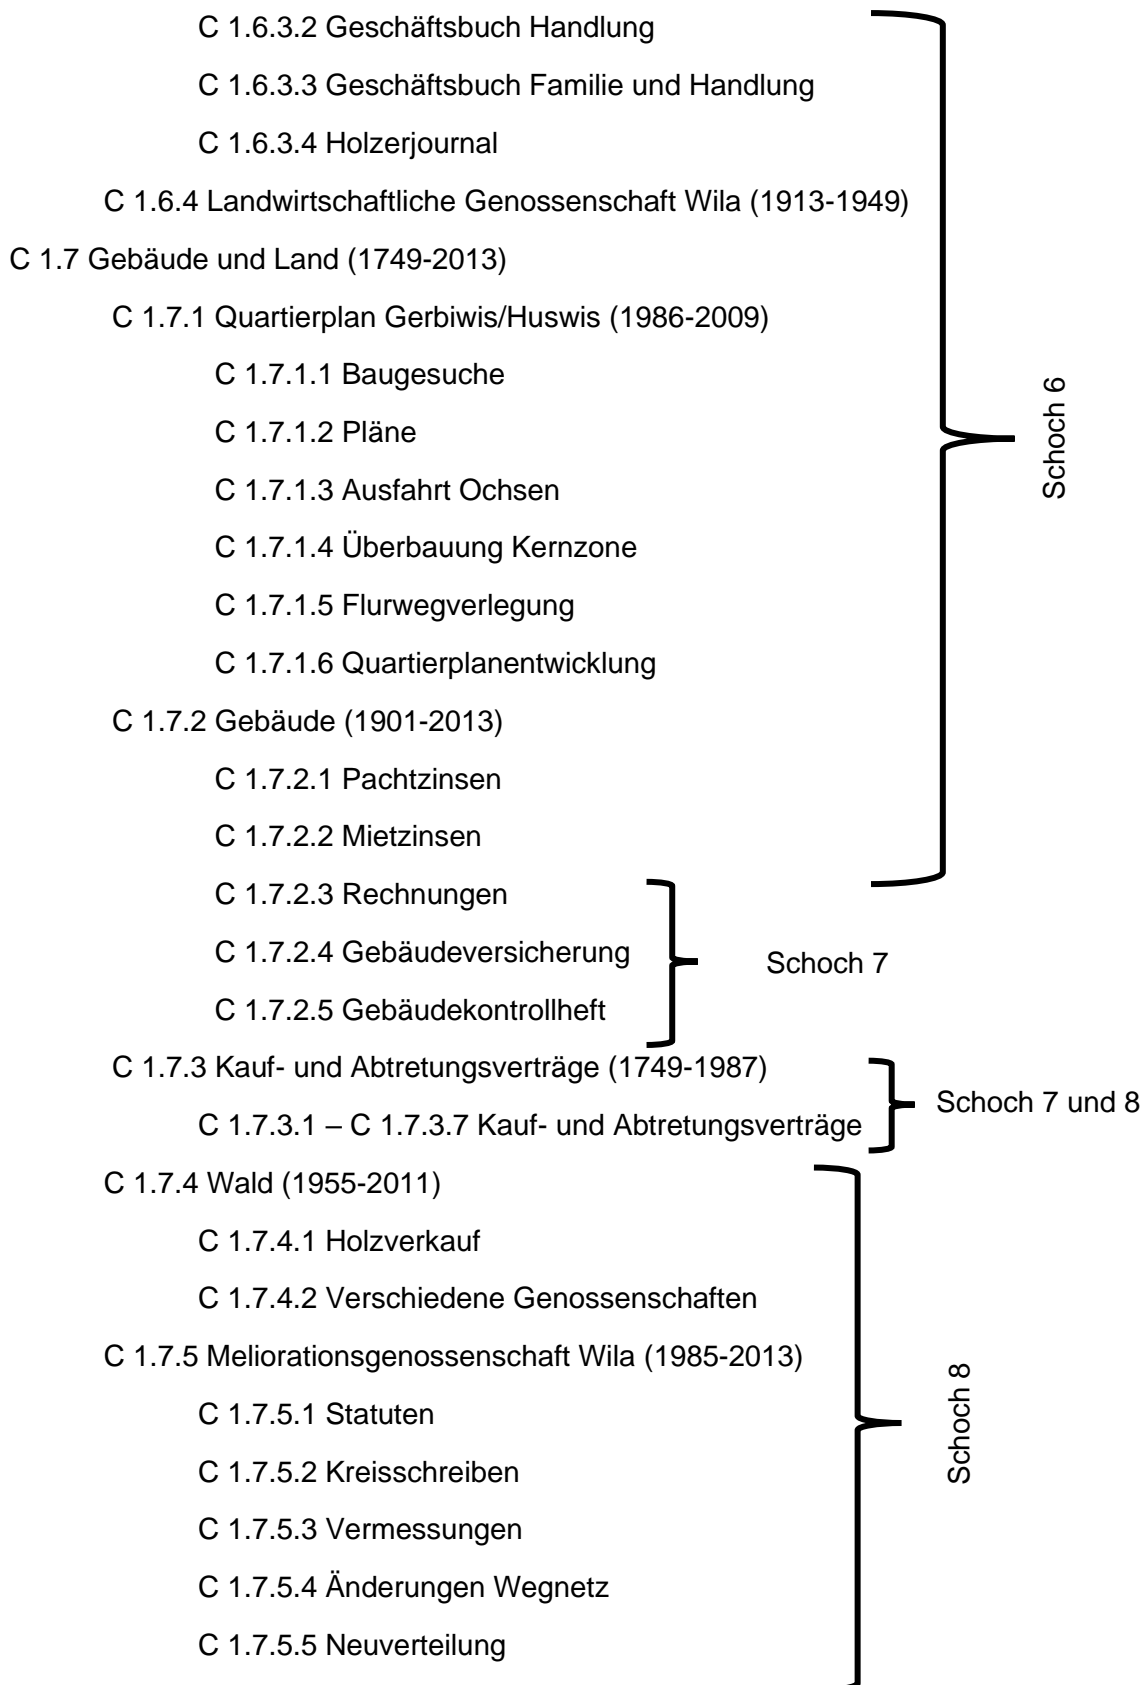 C 1.6.3.2 Geschäftsbuch Handlung
C 1.6.3.3 Geschäftsbuch Familie und Handlung
C 1.6.3.4 Holzerjournal
C 1.6.4 Landwirtschaftliche Genossenschaft Wila (1913-1949)
C 1.7 Gebäude und Land (1749-2013)
C 1.7.1 Quartierplan Gerbiwis/Huswis (1986-2009)
C 1.7.1.1 Baugesuche
C 1.7.1.2 Pläne
C 1.7.1.3 Ausfahrt Ochsen
C 1.7.1.4 Überbauung Kernzone
C 1.7.1.5 Flurwegverlegung
C 1.7.1.6 Quartierplanentwicklung
Schoch 6
C 1.7.2 Gebäude (1901-2013)
C 1.7.2.1 Pachtzinsen
C 1.7.2.2 Mietzinsen
C 1.7.2.3 Rechnungen
C 1.7.2.4 Gebäudeversicherung
C 1.7.2.5 Gebäudekontrollheft
Schoch 7
C 1.7.3 Kauf- und Abtretungsverträge (1749-1987)
C 1.7.3.1 – C 1.7.3.7 Kauf- und Abtretungsverträge
Schoch 7 und 8
C 1.7.4 Wald (1955-2011)
C 1.7.4.1 Holzverkauf
C 1.7.4.2 Verschiedene Genossenschaften
C 1.7.5 Meliorationsgenossenschaft Wila (1985-2013)
C 1.7.5.1 Statuten
C 1.7.5.2 Kreisschreiben
C 1.7.5.3 Vermessungen
C 1.7.5.4 Änderungen Wegnetz
C 1.7.5.5 Neuverteilung
Schoch 8